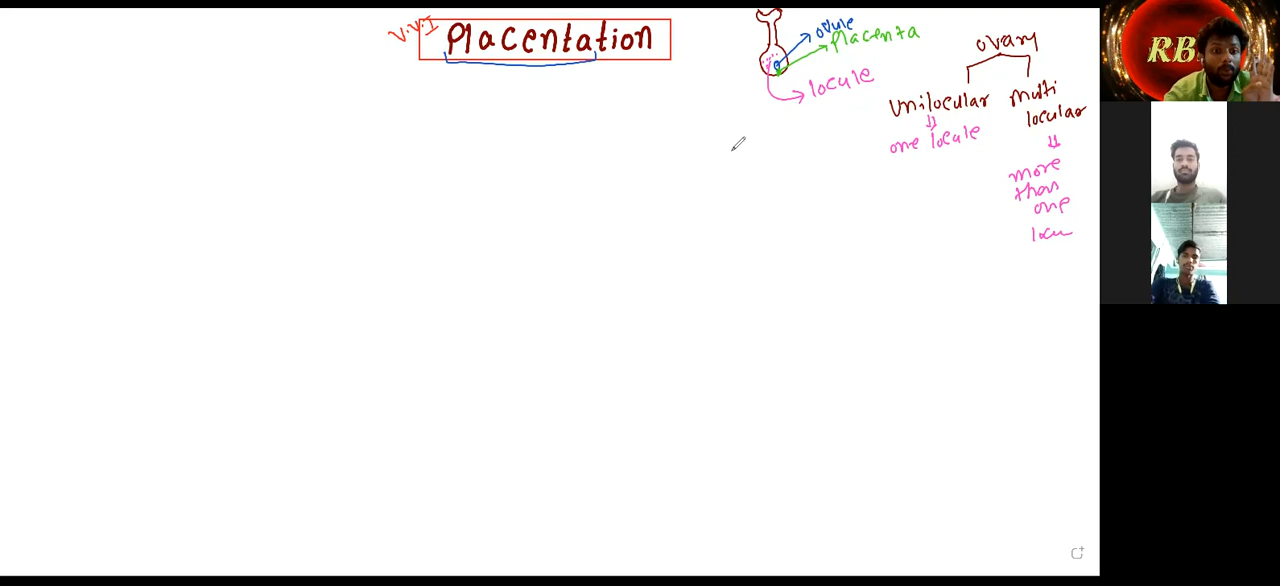 V.V.I
Placentation
ovule
Placenta
locule
ovary
Unilocular
one locule
Multi
locular
more
than
one
locu
RB